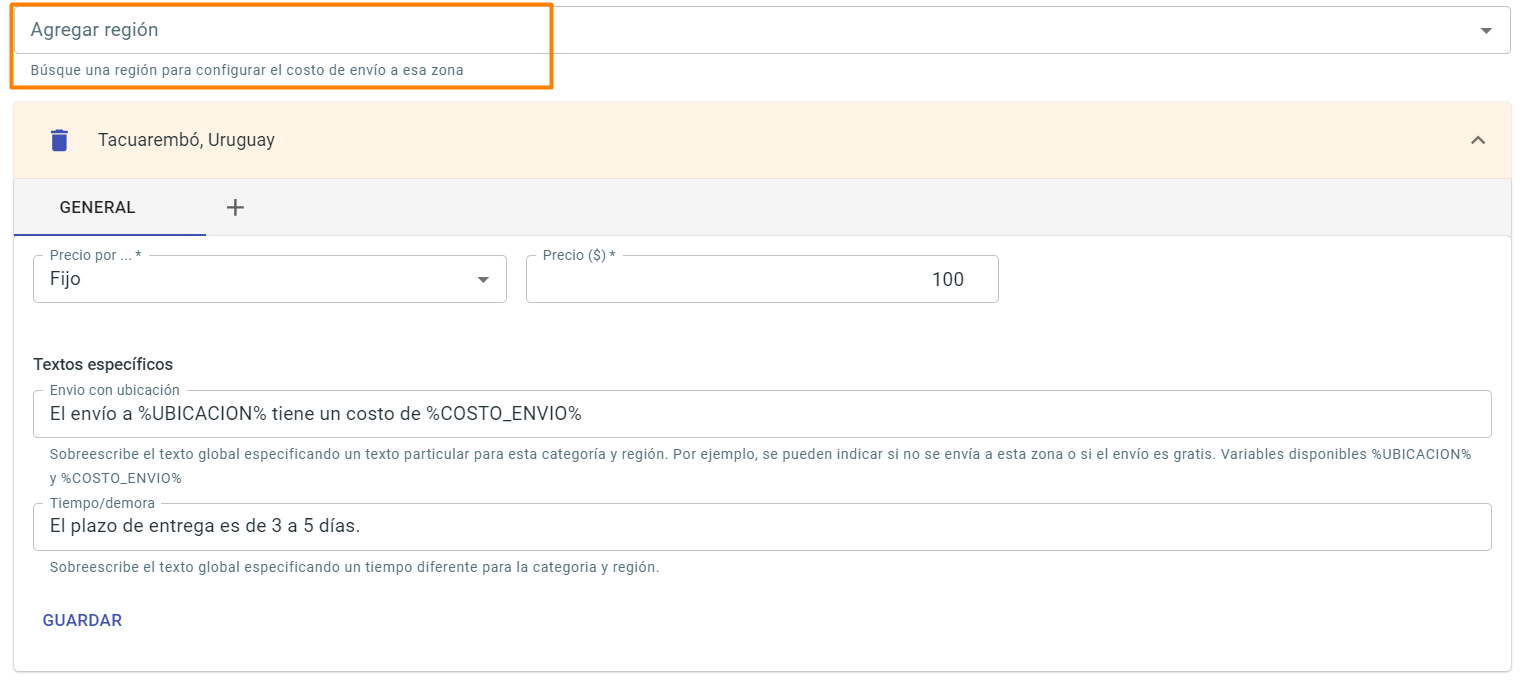 Agregar región
Búsque una región para configurar el costo de envío a esa zona
Tacuarembó, Uruguay
GENERAL
Precio por ... *
Fijo
Precio ($) *
100
Textos específicos
Envio con ubicación
El envío a %UBICACION% tiene un costo de %COSTO_ENVIO%
Sobreescribe el texto global especificando un texto particular para esta categoría y región. Por ejemplo, se pueden indicar si no se envía a esta zona o si el envío es gratis. Variables disponibles %UBICACION%
y %COSTO_ENVIO%
Tiempo/demora
El plazo de entrega es de 3 a 5 días.
Sobreescribe el texto global especificando un tiempo diferente para la categoria y región.
GUARDAR